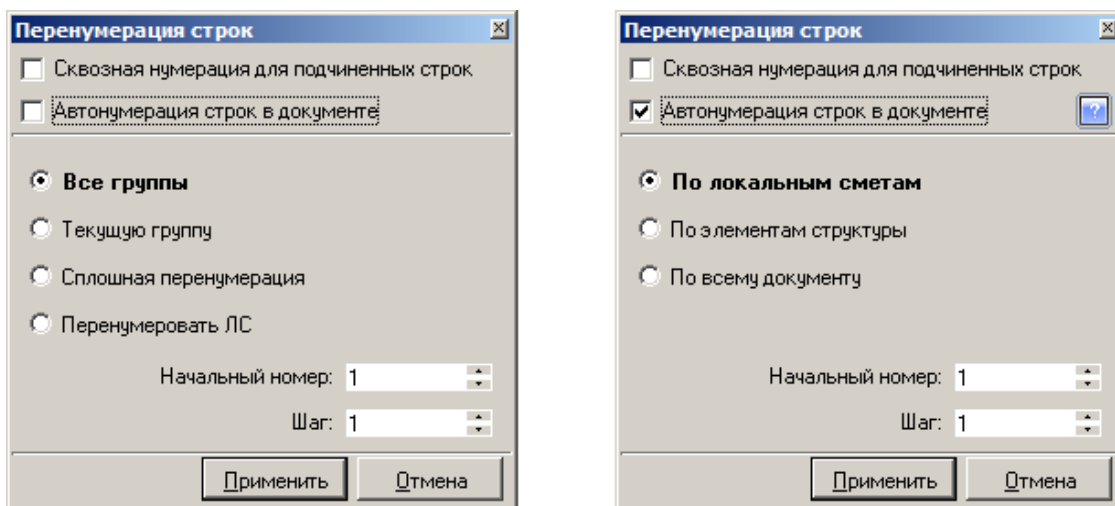 Перенумерация строк
Сквозная нумерация для подчиненных строк
Автонумерация строк в документе
Все группы
Текущую группу
Сплошная перенумерация
Перенумеровать ЛС
Начальный номер: 1
Шаг: 1
Применить Отмена
Перенумерация строк
Сквозная нумерация для подчиненных строк
Автонумерация строк в документе ?
По локальным сметам
По элементам структуры
По всему документу
Начальный номер: 1
Шаг: 1
Применить Отмена